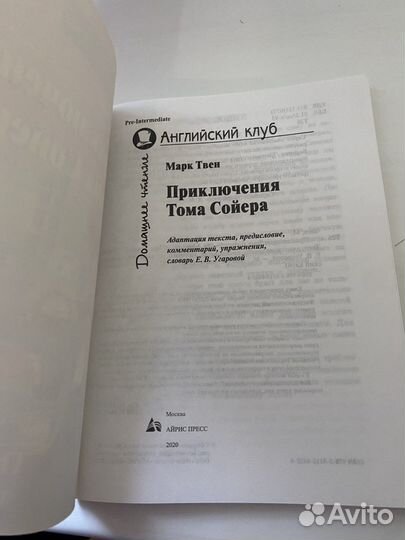 Pre-Intermediate
Английский клуб
Домашнее чтение
Марк Твен
Приключения
Тома Сойера
Адаптация текста, предисловие,
комментарий, упражнения,
словарь Е. В. Угаровой
Москва
АЙРИС ПРЕСС
2020
Avito